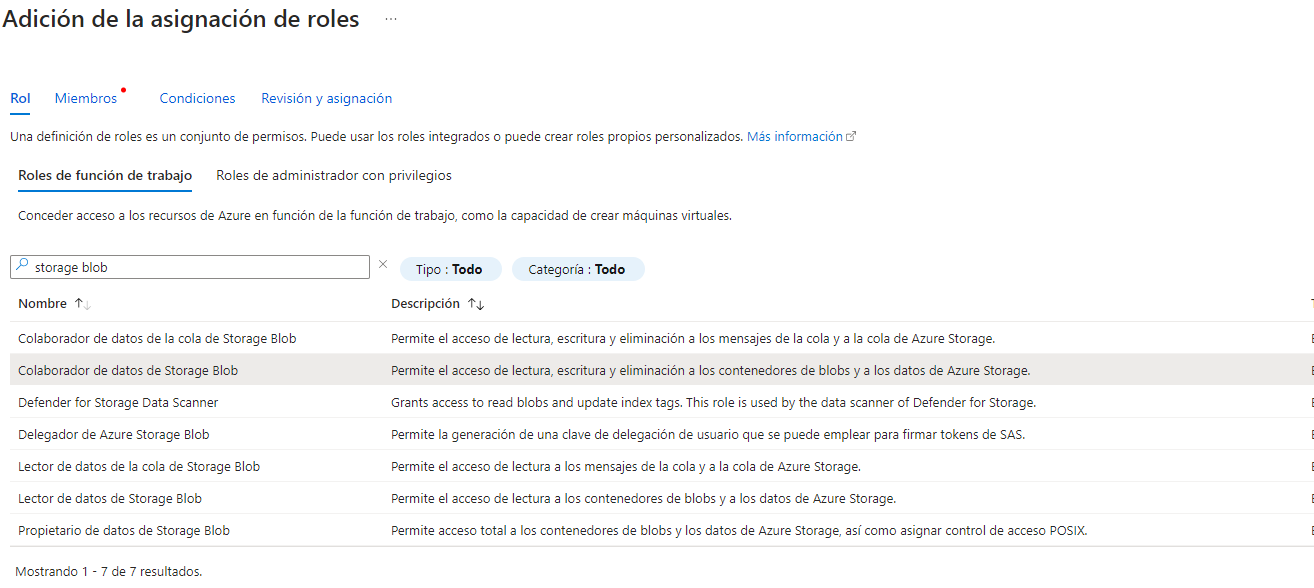 Adición de la asignación de roles ...
Rol Miembros Condiciones Revisión y asignación
Una definición de roles es un conjunto de permisos. Puede usar los roles integrados o puede crear roles propios personalizados. Más información
Roles de función de trabajo Roles de administrador con privilegios
Conceder acceso a los recursos de Azure en función de la función de trabajo, como la capacidad de crear máquinas virtuales.
storage blob Tipo : Todo Categoría : Todo
Nombre ↑↓ Descripción ↑↓
Colaborador de datos de la cola de Storage Blob Permite el acceso de lectura, escritura y eliminación a los mensajes de la cola y a la cola de Azure Storage.
Colaborador de datos de Storage Blob Permite el acceso de lectura, escritura y eliminación a los contenedores de blobs y a los datos de Azure Storage.
Defender for Storage Data Scanner Grants access to read blobs and update index tags. This role is used by the data scanner of Defender for Storage.
Delegador de Azure Storage Blob Permite la generación de una clave de delegación de usuario que se puede emplear para firmar tokens de SAS.
Lector de datos de la cola de Storage Blob Permite el acceso de lectura a los mensajes de la cola y a la cola de Azure Storage.
Lector de datos de Storage Blob Permite el acceso de lectura a los contenedores de blobs y a los datos de Azure Storage.
Propietario de datos de Storage Blob Permite acceso total a los contenedores de blobs y los datos de Azure Storage, así como asignar control de acceso POSIX.
Mostrando 1 - 7 de 7 resultados.